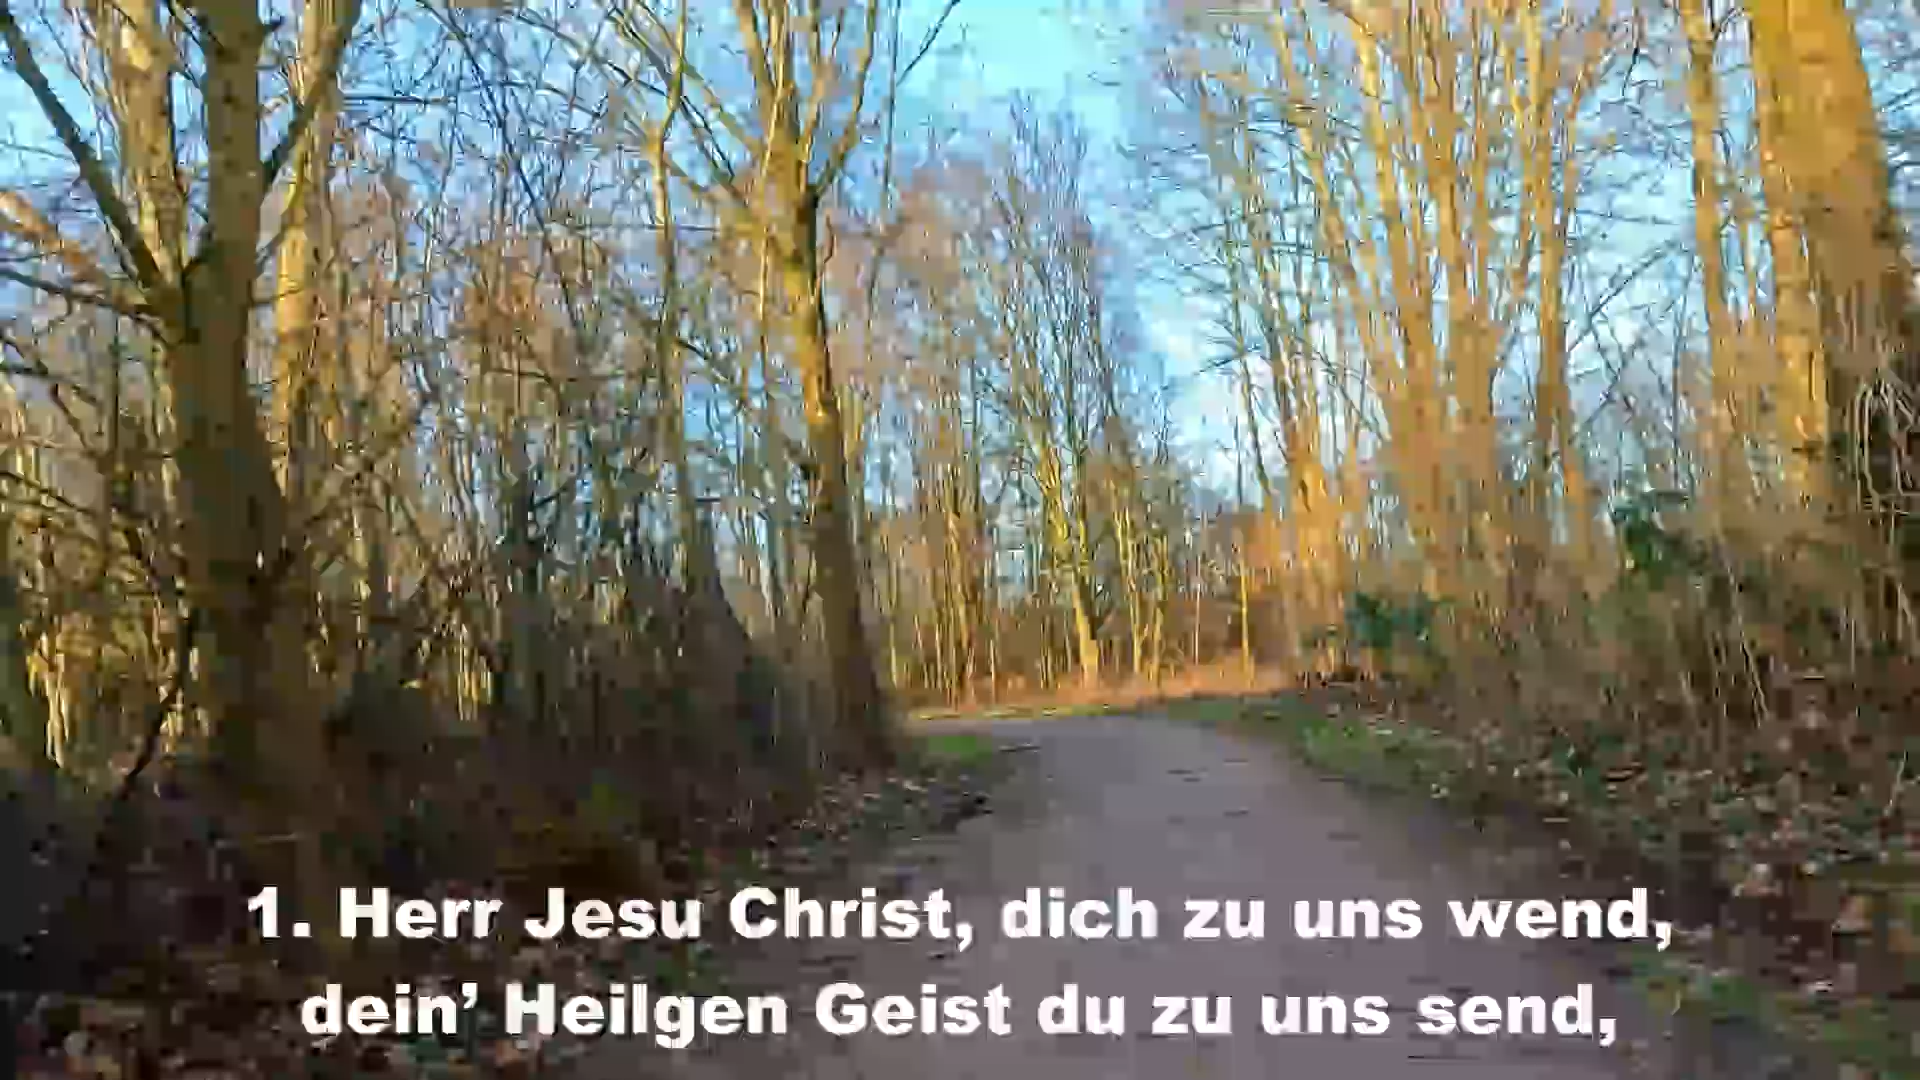 1. Herr Jesu Christ, dich zu uns wend,
dein’ Heilgen Geist du zu uns send,